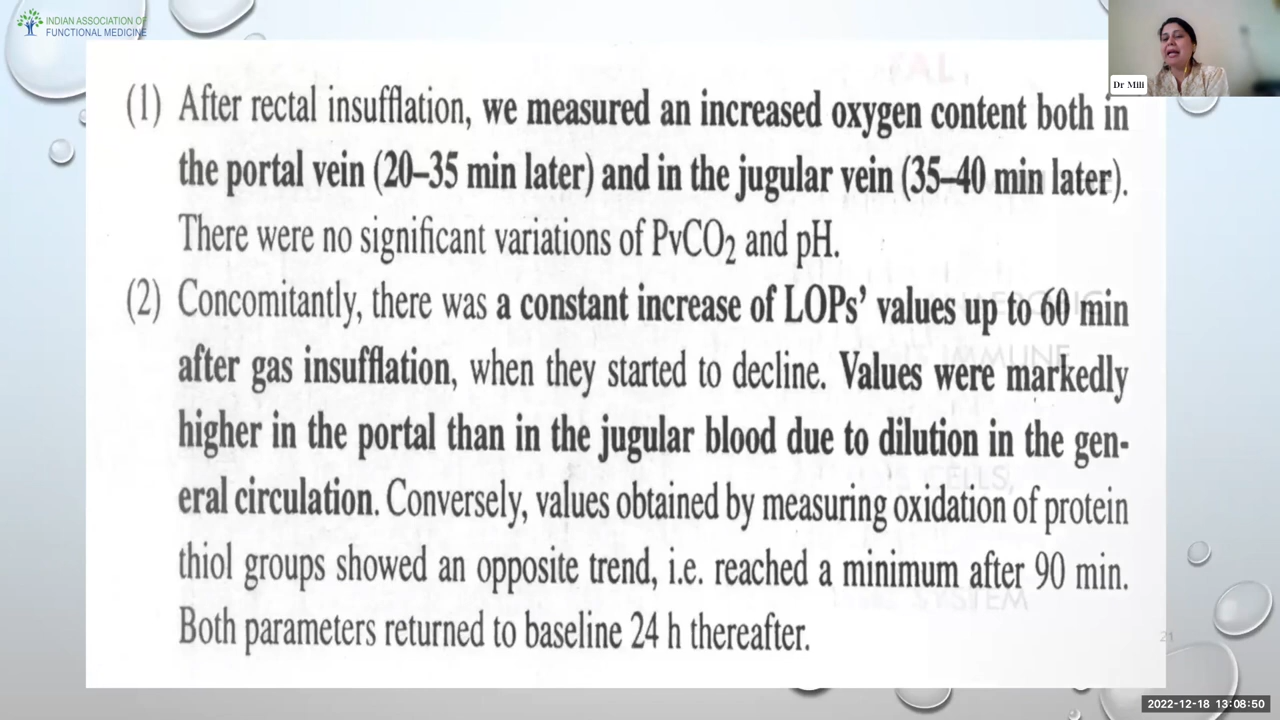 INDIAN ASSOCIATION OF
FUNCTIONAL MEDICINE
Dr Mili
(1) After rectal insufflation, we measured an increased oxygen content both in
the portal vein (20–35 min later) and in the jugular vein (35–40 min later).
There were no significant variations of PvCO₂ and pH.
(2) Concomitantly, there was a constant increase of LOPs’ values up to 60 min
after gas insufflation, when they started to decline. Values were markedly
higher in the portal than in the jugular blood due to dilution in the gen-
eral circulation. Conversely, values obtained by measuring oxidation of protein
thiol groups showed an opposite trend, i.e. reached a minimum after 90 min.
Both parameters returned to baseline 24 h thereafter.
21
2022-12-18 13:08:50